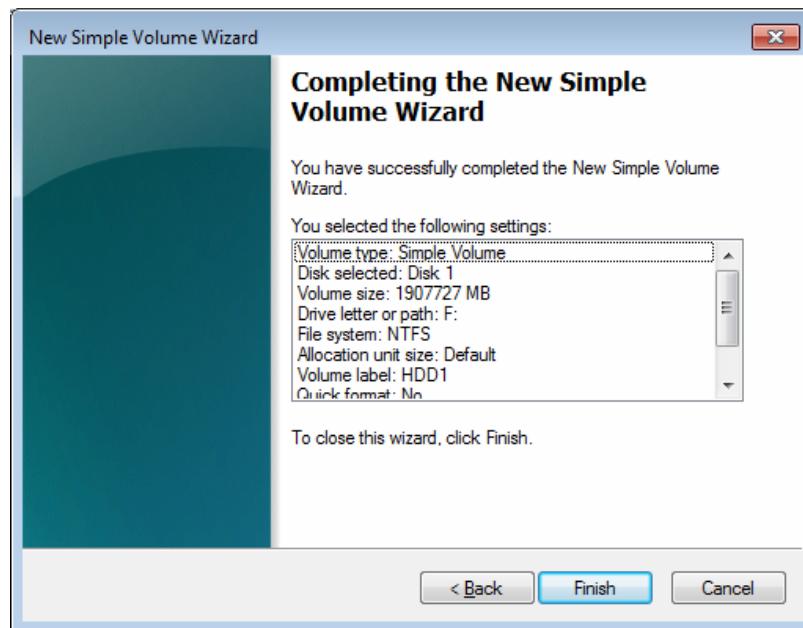 New Simple Volume Wizard
Completing the New Simple
Volume Wizard
You have successfully completed the New Simple Volume
Wizard.
You selected the following settings:
Volume type: Simple Volume
Disk selected: Disk 1
Volume size: 1907727 MB
Drive letter or path: F:
File system: NTFS
Allocation unit size: Default
Volume label: HDD1
Quick format: No
To close this wizard, click Finish.
< Back
Finish
Cancel